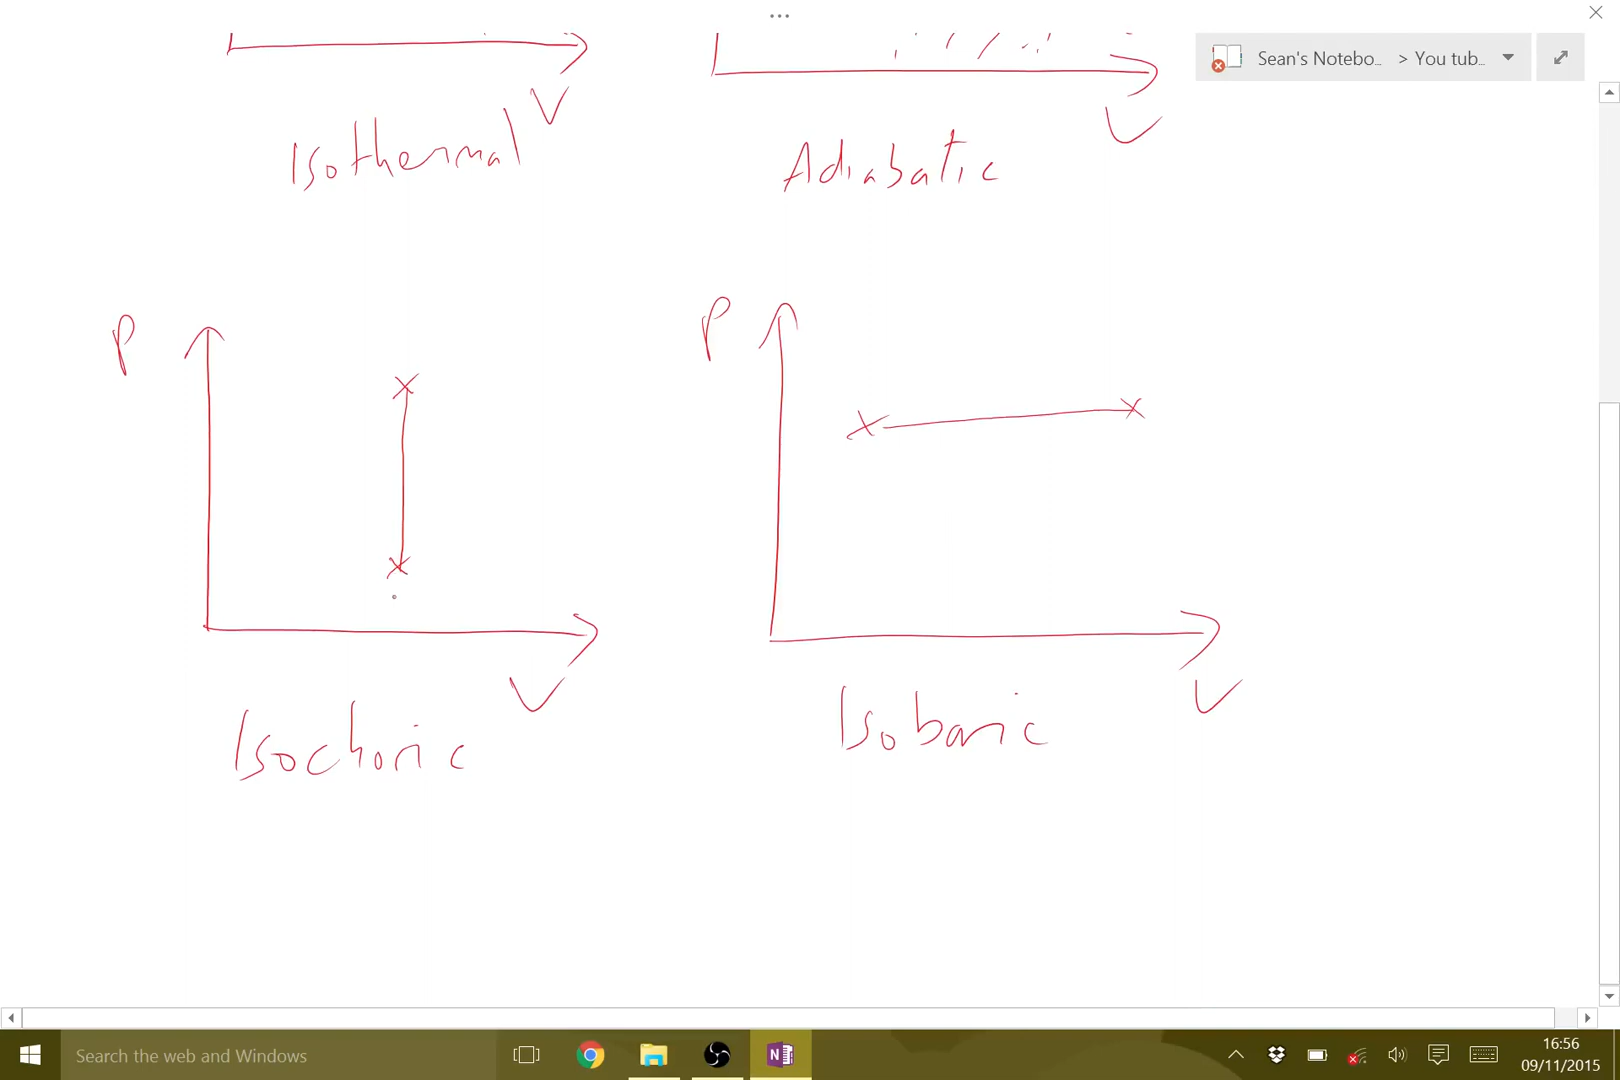 ...
Sean's Notebo... > You tub...
V
V
Isothermal
Adiabatic
P
P
V
V
Isochoric
Isobaric
Search the web and Windows
16:56
09/11/2015